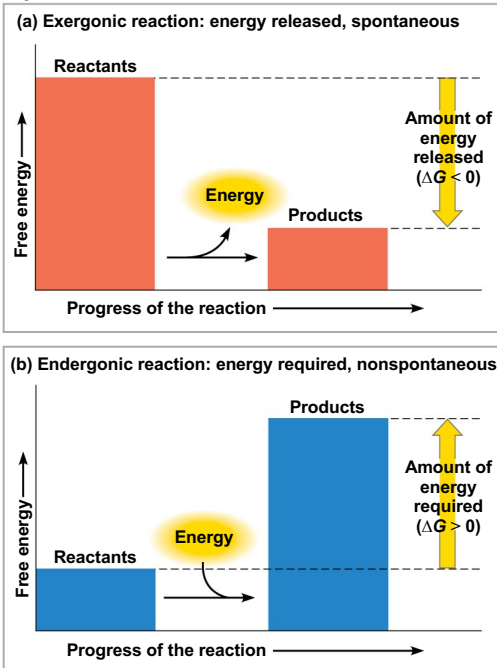 (a) Exergonic reaction: energy released, spontaneous
Reactants
Amount of
energy
released
(ΔG < 0)
Free energy
Energy
Products
Progress of the reaction
(b) Endergonic reaction: energy required, nonspontaneous
Products
Amount of
energy
required
(ΔG > 0)
Free energy
Energy
Reactants
Progress of the reaction